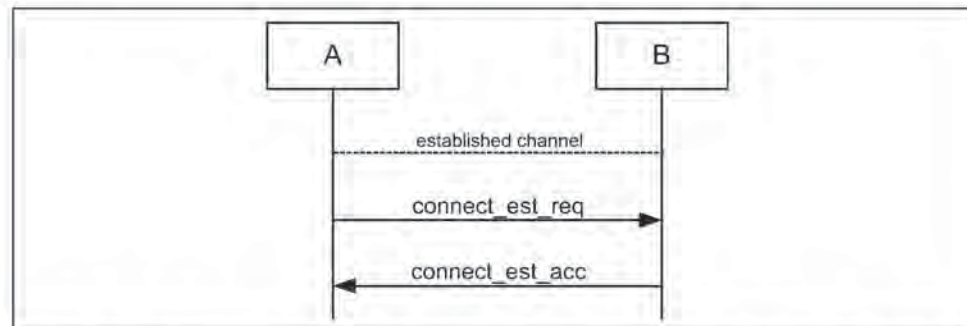 A
B
established channel
connect_est_req
connect_est_acc